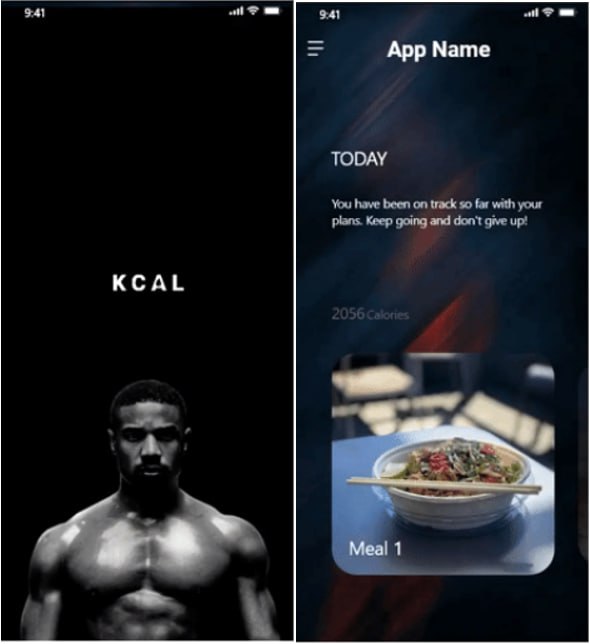 9:41
KCAL
9:41
App Name
TODAY
You have been on track so far with your
plans. Keep going and don't give up!
2056 Calories
Meal 1